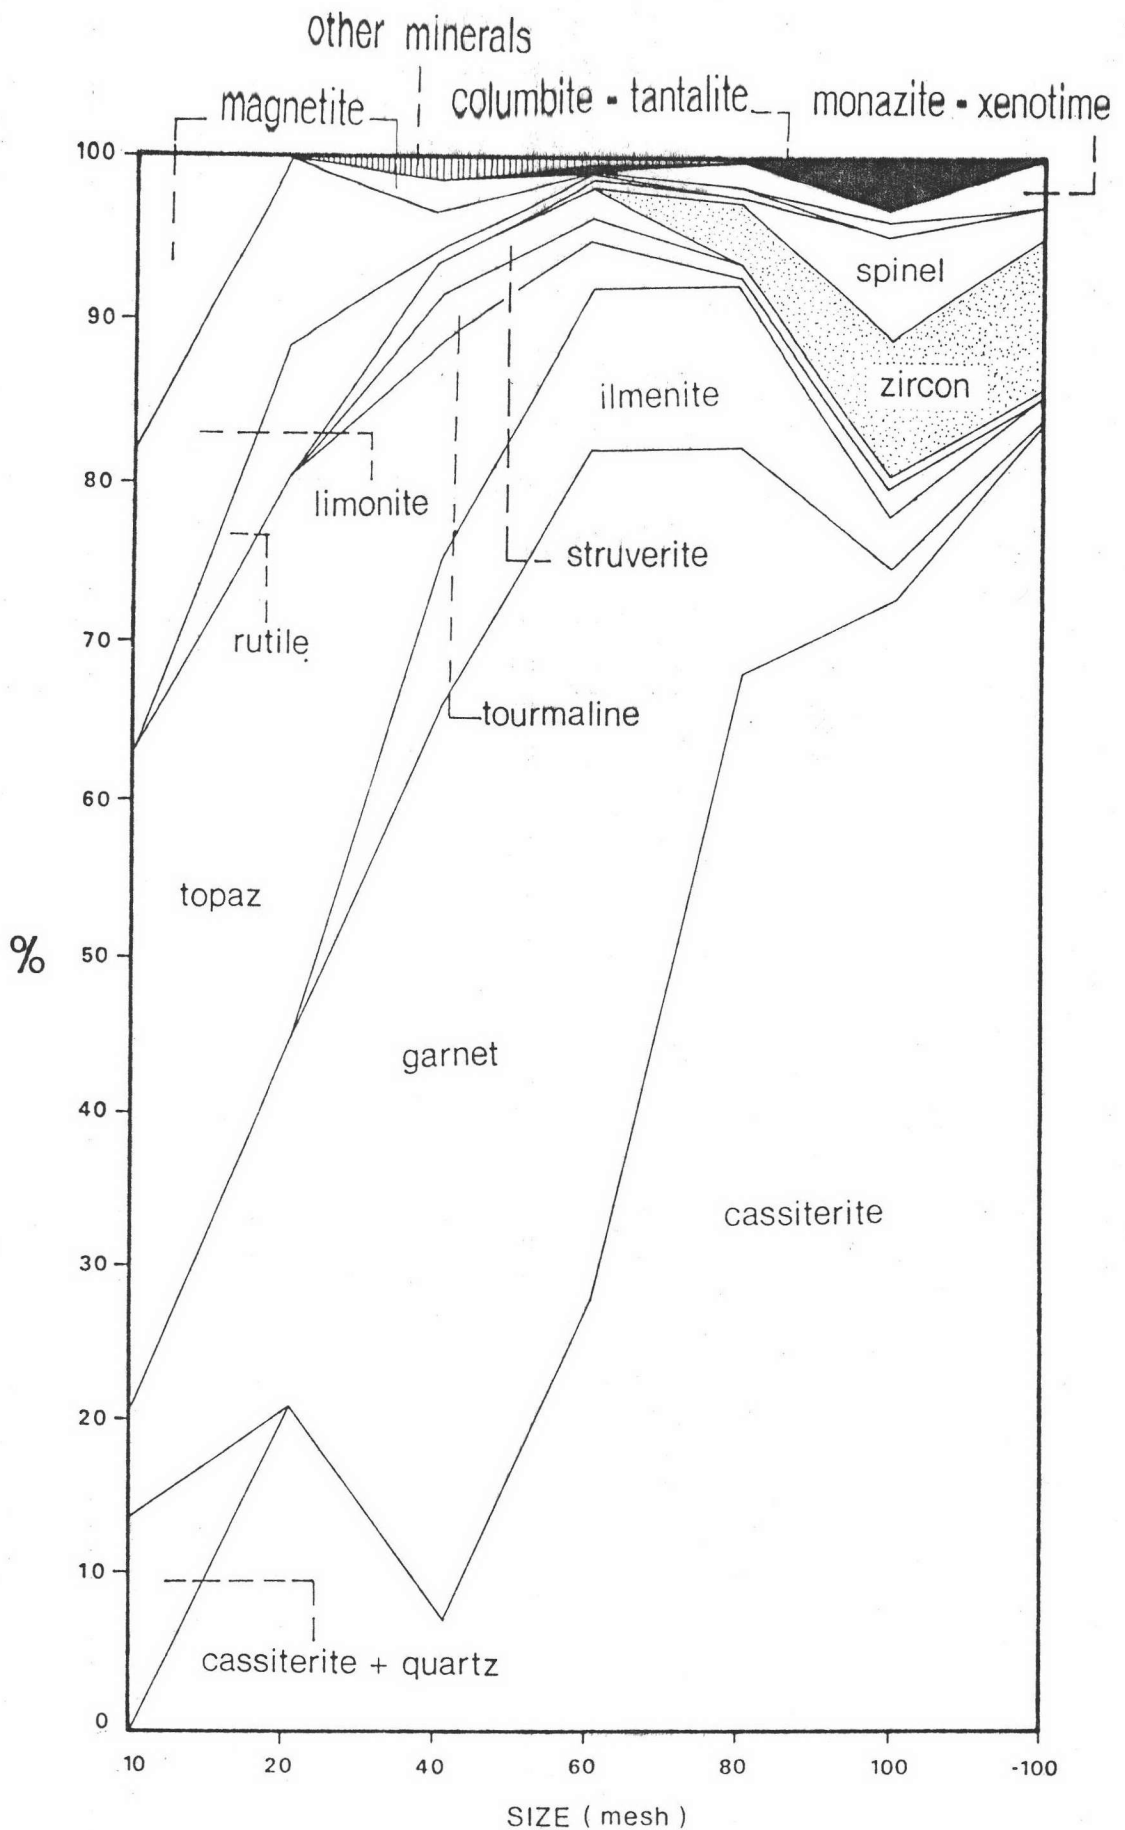 other minerals
magnetite
columbite - tantalite
monazite - xenotime
100
90
80
70
60
50
40
30
20
10
0
%
spinel
zircon
ilmenite
limonite
struverite
rutile
tourmaline
topaz
garnet
cassiterite
cassiterite + quartz
10 20 40 60 80 100 -100
SIZE ( mesh )